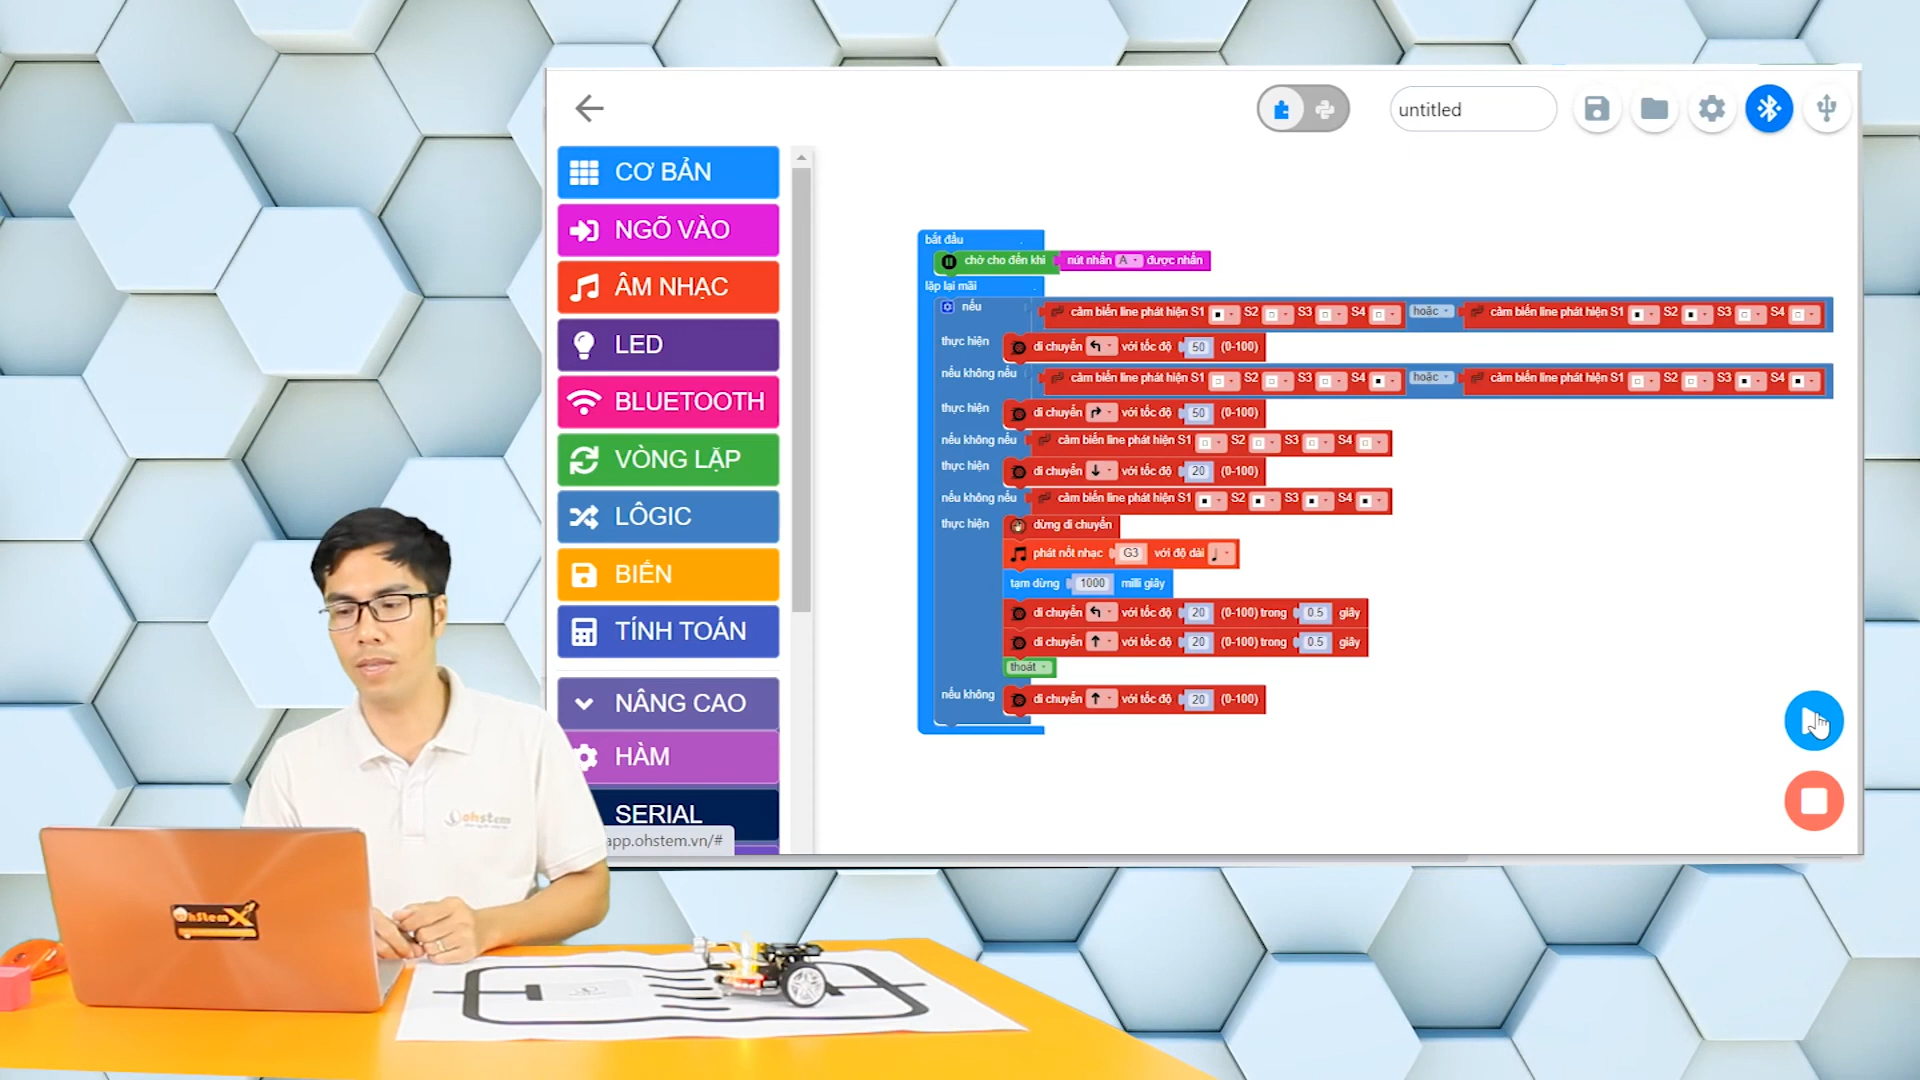 untitled
CƠ BẢN
NGÕ VÀO
ÂM NHẠC
LED
BLUETOOTH
VÒNG LẶP
LÔGIC
BIẾN
TÍNH TOÁN
NÂNG CAO
HÀM
SERIAL
app.ohstem.vn/#
bắt đầu
chờ cho đến khi nút nhấn A được nhấn
lặp lại mãi
nếu cảm biến line phát hiện S1 S2 S3 S4 hoặc cảm biến line phát hiện S1 S2 S3 S4
thực hiện di chuyển với tốc độ 50 (0-100)
nếu không nếu cảm biến line phát hiện S1 S2 S3 S4 hoặc cảm biến line phát hiện S1 S2 S3 S4
thực hiện di chuyển với tốc độ 50 (0-100)
nếu không nếu cảm biến line phát hiện S1 S2 S3 S4
thực hiện di chuyển với tốc độ 20 (0-100)
nếu không nếu cảm biến line phát hiện S1 S2 S3 S4
thực hiện dừng di chuyển
phát nốt nhạc G3 với độ dài
tạm dừng 1000 mili giây
di chuyển với tốc độ 20 (0-100) trong 0.5 giây
di chuyển với tốc độ 20 (0-100) trong 0.5 giây
thoát
nếu không di chuyển với tốc độ 20 (0-100)
ohstem
OhStem X